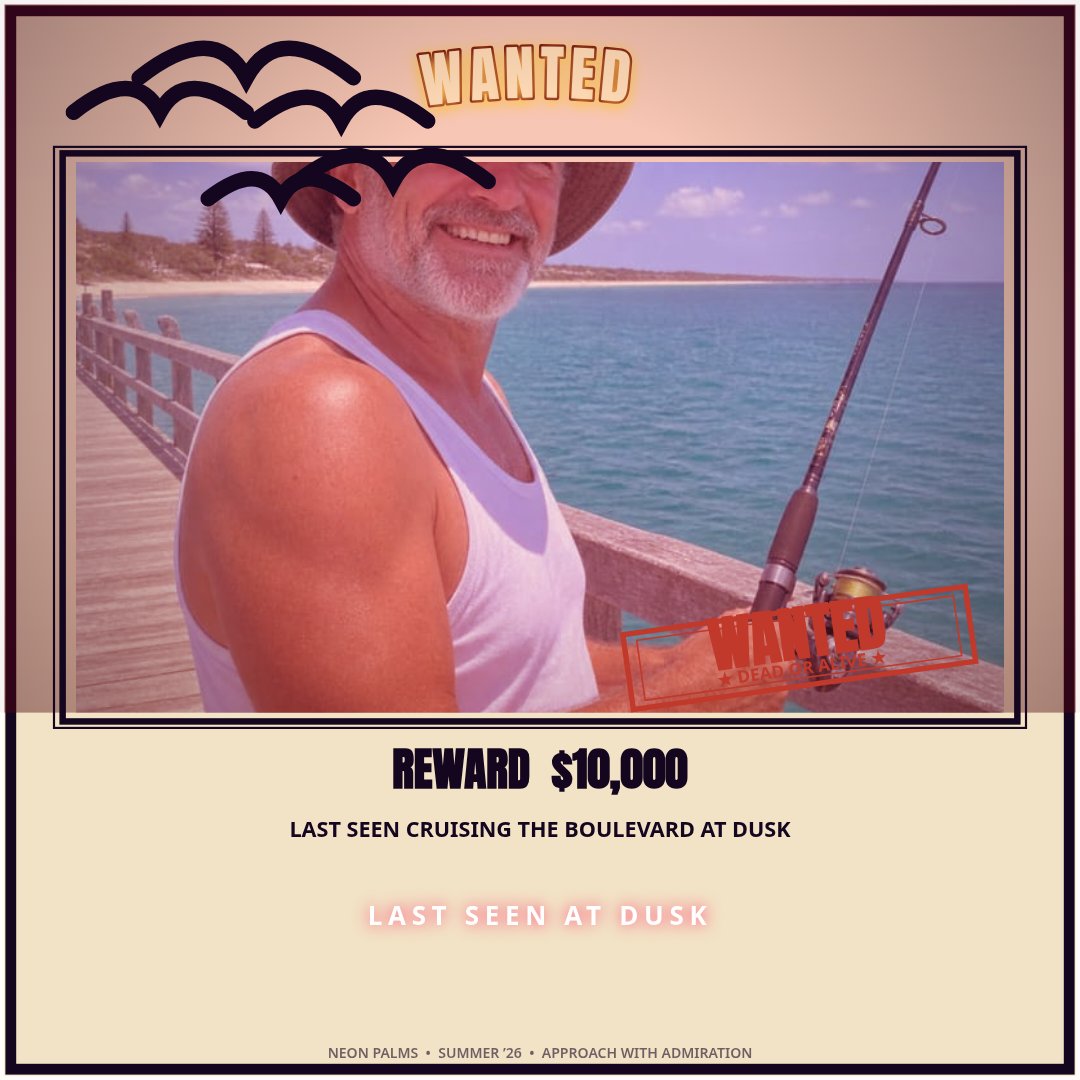 WANTED
WANTED
★ DEAD OR ALIVE ★
REWARD $10,000
LAST SEEN CRUISING THE BOULEVARD AT DUSK
LAST SEEN AT DUSK
NEON PALMS • SUMMER ’26 • APPROACH WITH ADMIRATION